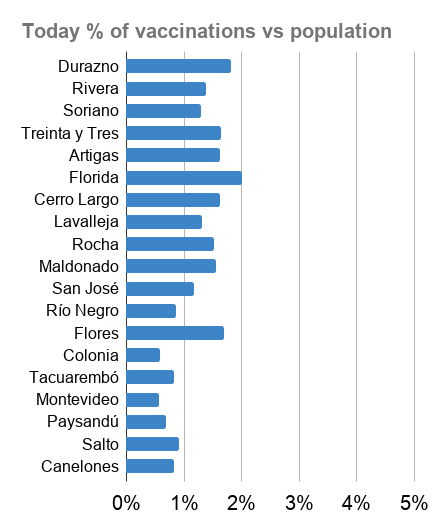 Today % of vaccinations vs population
Durazno
Rivera
Soriano
Treinta y Tres
Artigas
Florida
Cerro Largo
Lavalleja
Rocha
Maldonado
San José
Río Negro
Flores
Colonia
Tacuarembó
Montevideo
Paysandú
Salto
Canelones
0% 1% 2% 3% 4% 5%